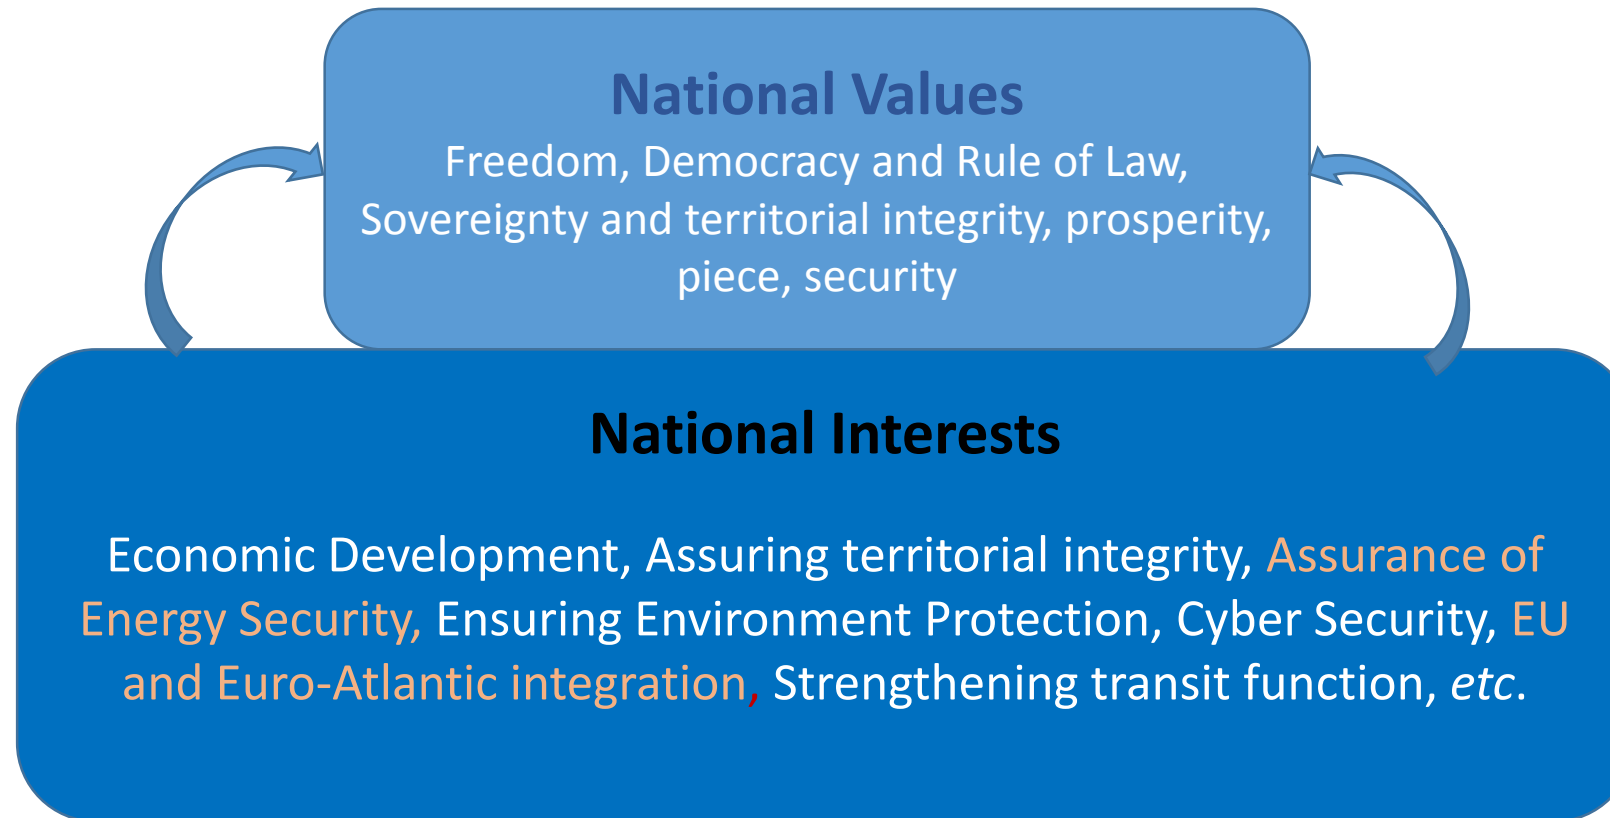 National Values
Freedom, Democracy and Rule of Law,
Sovereignty and territorial integrity, prosperity,
piece, security
National Interests
Economic Development, Assuring territorial integrity, Assurance of
Energy Security, Ensuring Environment Protection, Cyber Security, EU
and Euro-Atlantic integration, Strengthening transit function, etc.